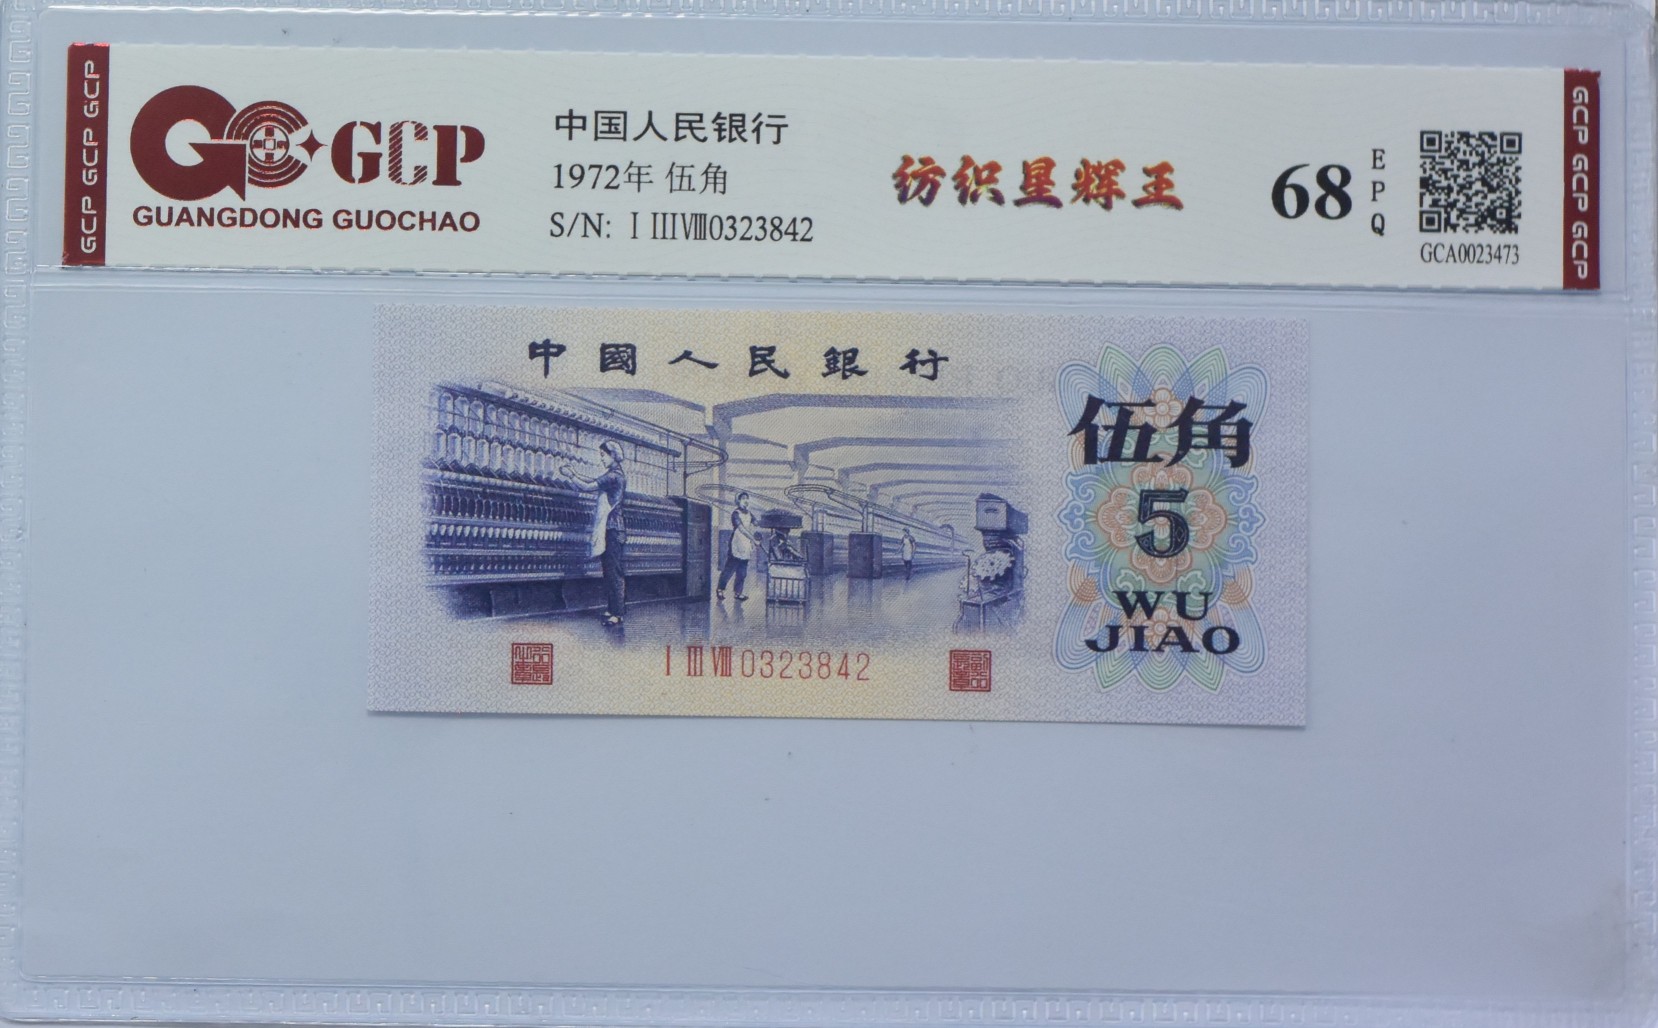 GCP GCP GCP
GCP
GUANGDONG GUOCHAO
中国人民银行
1972年 伍角
S/N: Ⅰ Ⅲ Ⅷ0323842
纺织星辉王
68
EPQ
GCA0023473
GCP GCP GCP
中國人民銀行
伍角
5
WU
JIAO
Ⅰ Ⅲ Ⅷ 0323842